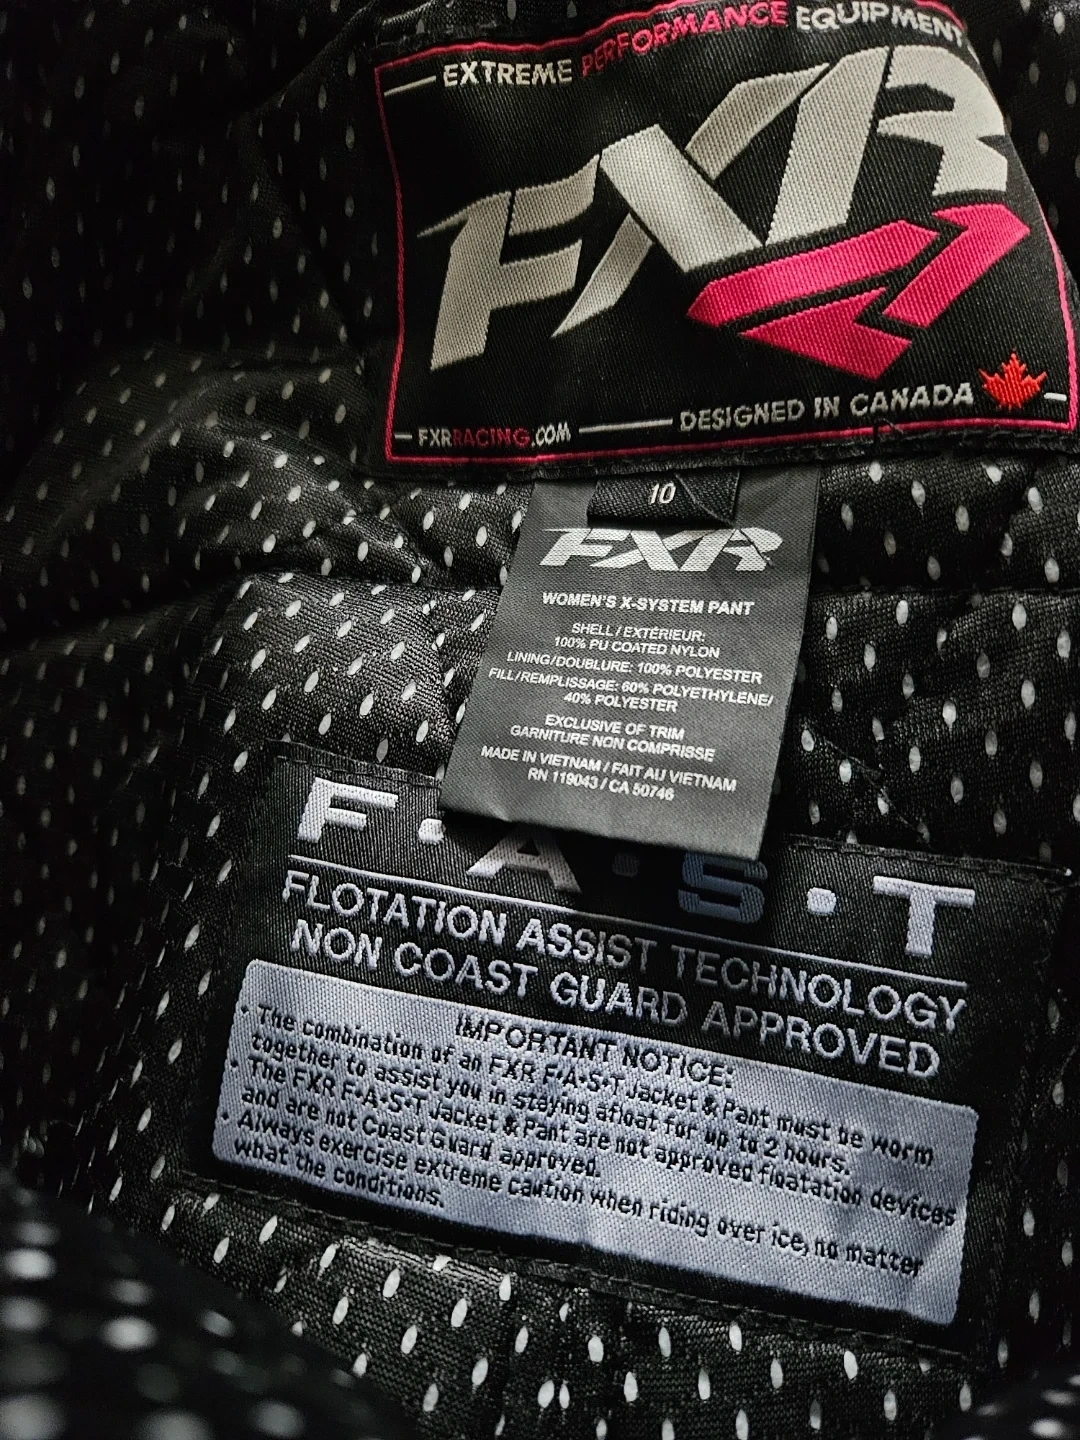 EXTREME PERFORMANCE EQUIPMENT
FXR
FXRRACING.COM
DESIGNED IN CANADA
10
FXR
WOMEN'S X-SYSTEM PANT
SHELL / EXTÉRIEUR:
100% PU COATED NYLON
LINING/DOUBLURE: 100% POLYESTER
FILL/REMPLISSAGE: 60% POLYETHYLENE/
40% POLYESTER
EXCLUSIVE OF TRIM
GARNITURE NON COMPRISSE
MADE IN VIETNAM / FAIT AU VIETNAM
RN 119043 / CA 50746
F·A·S·T
FLOTATION ASSIST TECHNOLOGY
NON COAST GUARD APPROVED
IMPORTANT NOTICE:
• The combination of an FXR F·A·S·T Jacket & Pant must be worn
together to assist you in staying afloat for up to 2 hours.
• The FXR F·A·S·T Jacket & Pant are not approved floatation devices
and are not Coast Guard approved.
• Always exercise extreme caution when riding over ice, no matter
what the conditions.